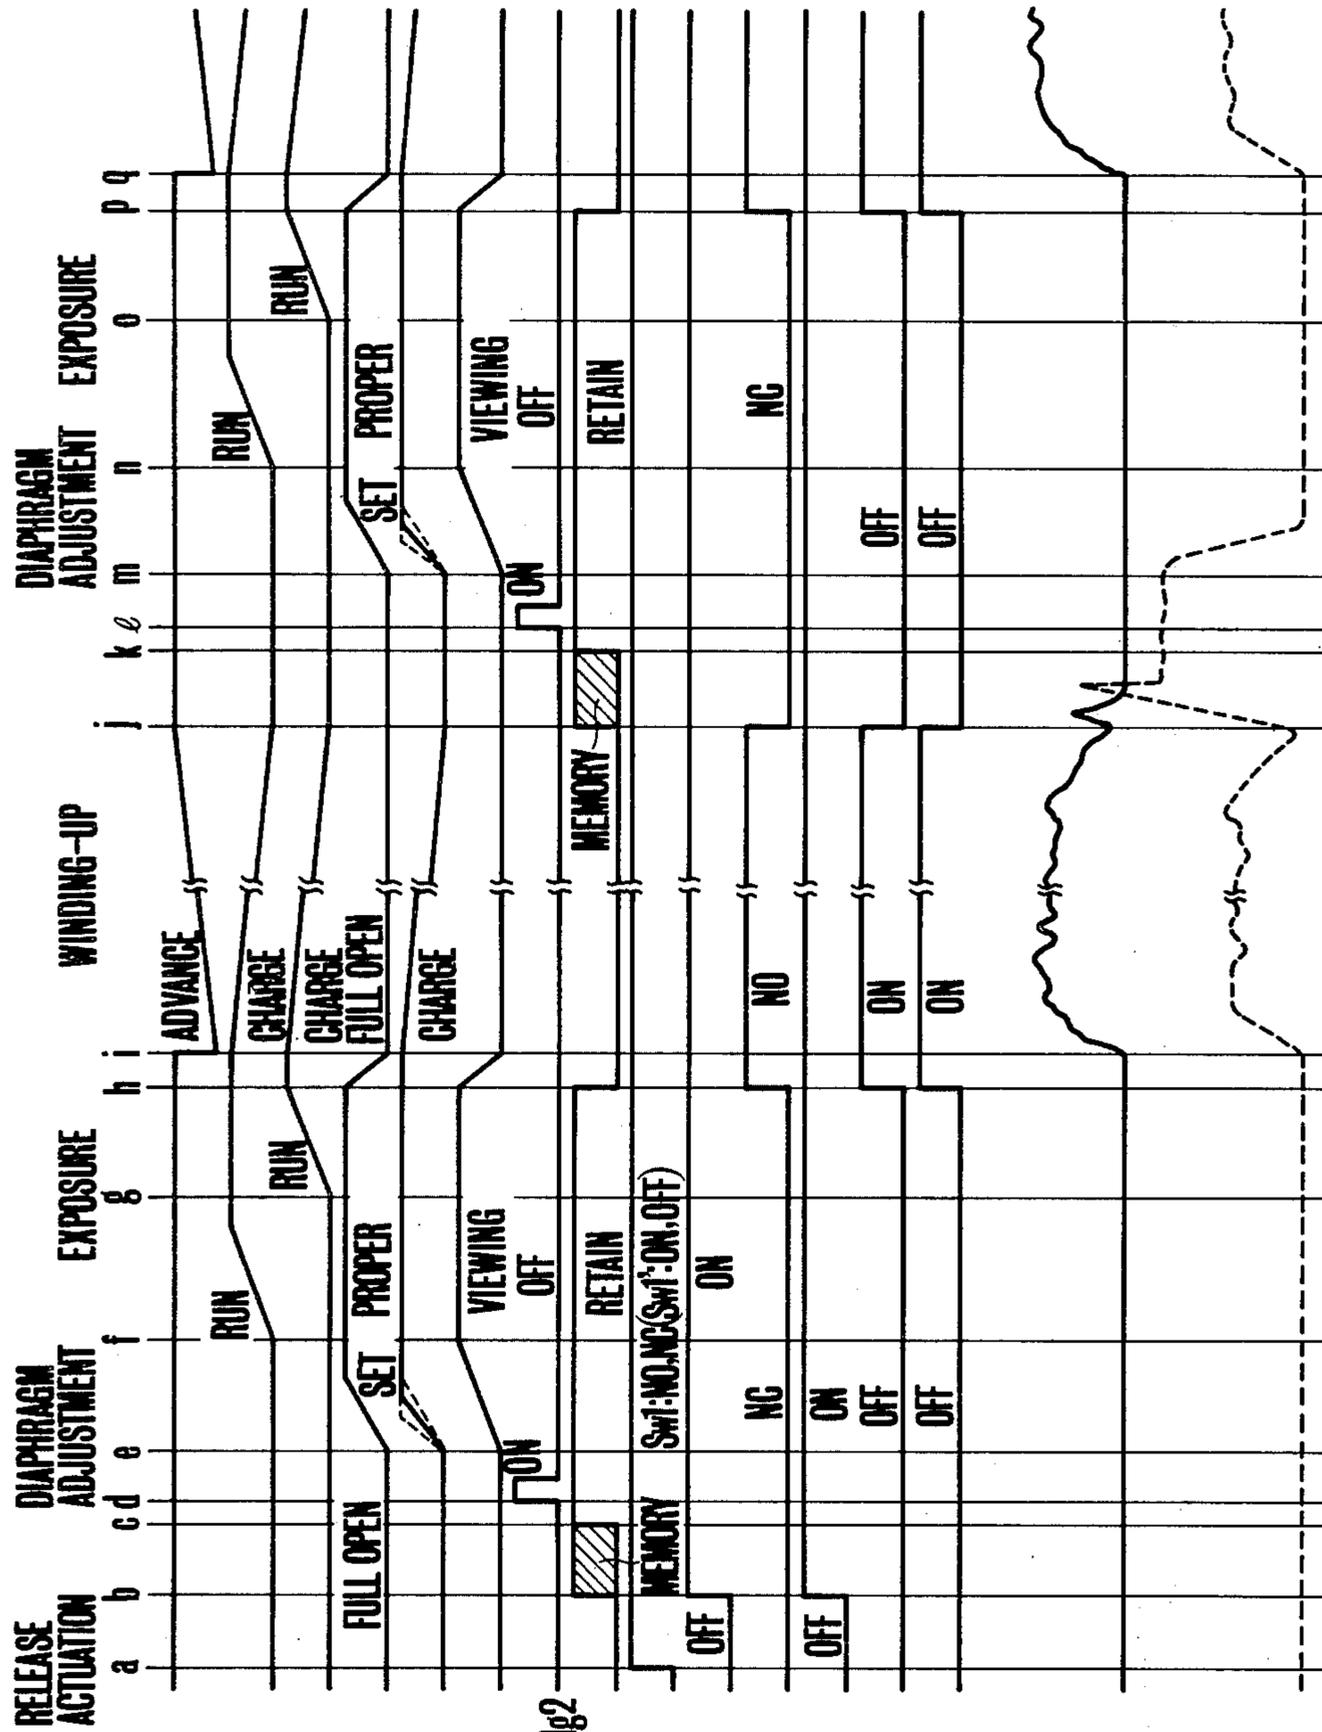 RELEASE
ACTUATION
DIAPHRAGM
ADJUSTMENT
EXPOSURE
WINDING-UP
DIAPHRAGM
ADJUSTMENT
EXPOSURE
a b c d e f g h i j k ℓ m n o p q
ADVANCE
RUN CHARGE RUN
RUN CHARGE RUN
FULL OPEN PROPER FULL OPEN PROPER
SET CHARGE SET
VIEWING VIEWING
ON OFF ON OFF
RETAIN MEMORY RETAIN
MEMORY Sw1:NO,NC(Sw1':ON,OFF)
OFF ON
NC NO NC
OFF ON
OFF ON OFF
OFF ON OFF